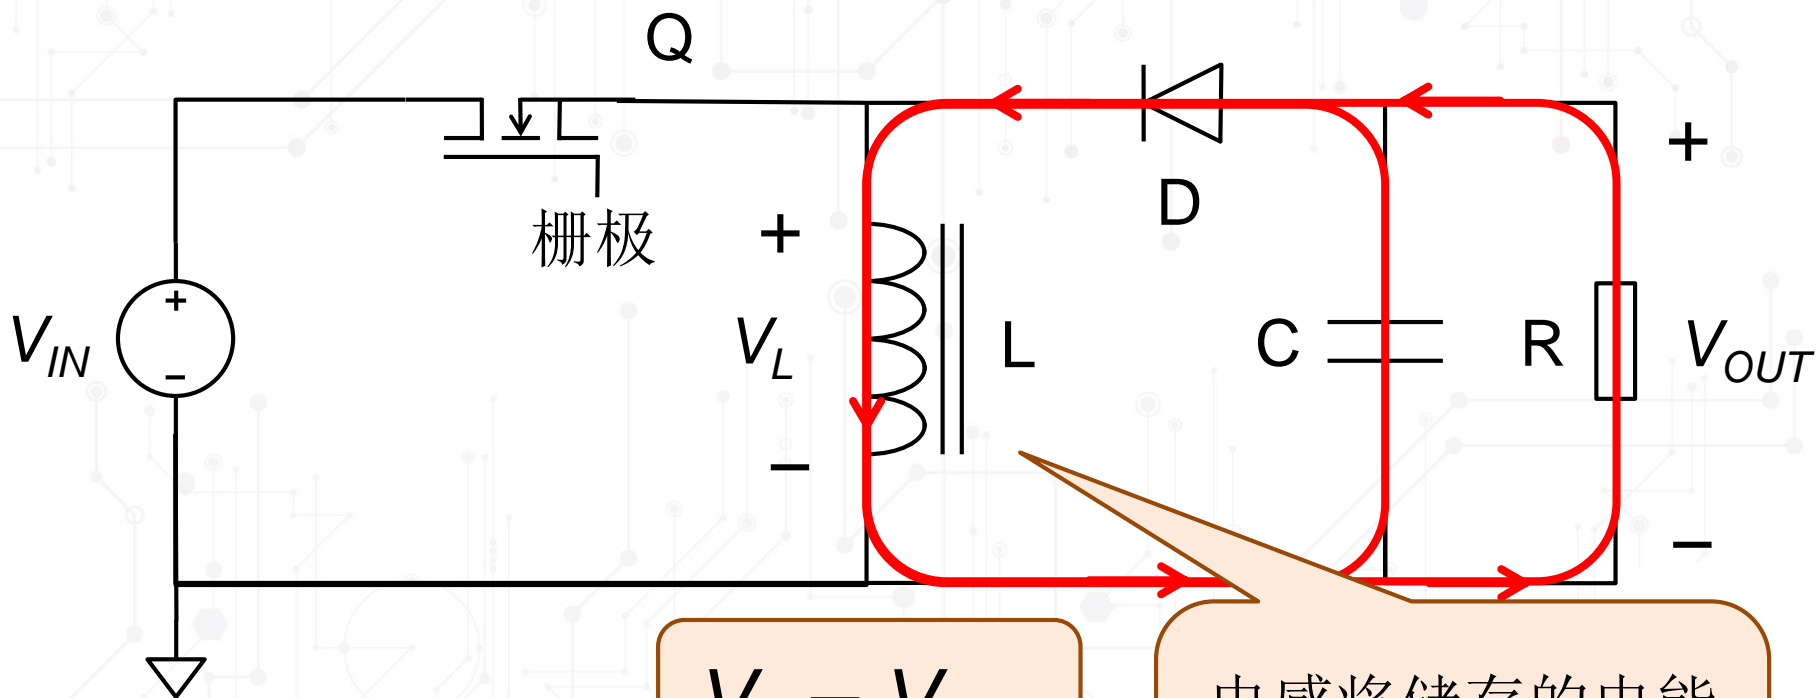 Q
栅极
D
+
+
V_IN
+
−
V_L
L
C
R
V_OUT
−
−